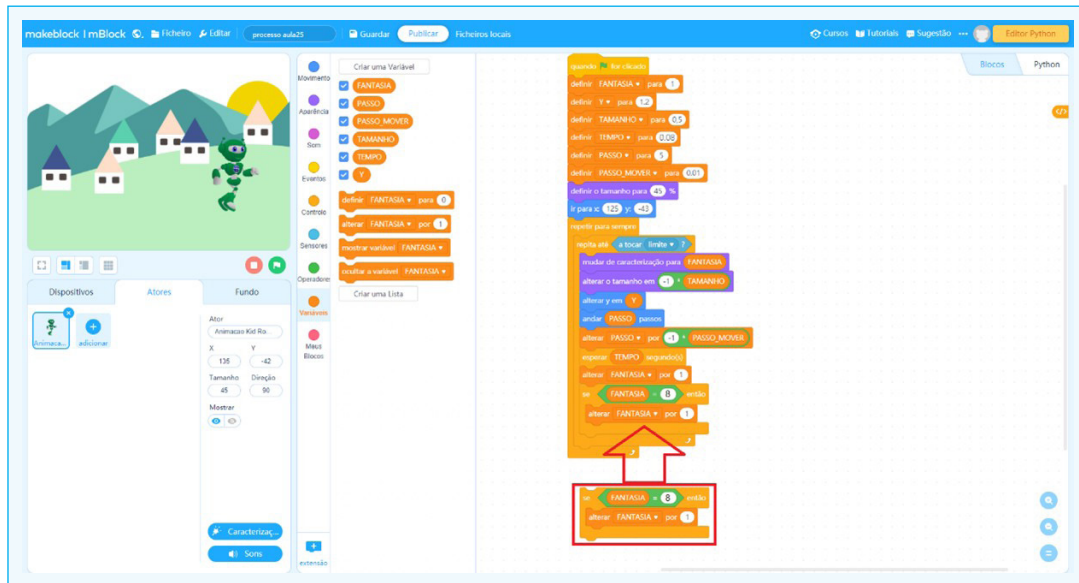 makeblock | mBlock Ficheiro Editar processo aula25 Guardar Publicar Ficheiros locais Cursos Tutoriais Sugestão ••• Editor Python
Blocos Python
Movimento
Aparência
Som
Eventos
Controle
Sensores
Operadores
Variáveis
Meus
Blocos
extensão
Criar uma Variável
FANTASIA
PASSO
PASSO_MOVER
TAMANHO
TEMPO
Y
definir FANTASIA para 0
alterar FANTASIA por 1
mostrar variável FANTASIA
ocultar a variável FANTASIA
Criar uma Lista
quando for clicado
definir FANTASIA para 1
definir Y para 1.2
definir TAMANHO para 0.5
definir TEMPO para 0.08
definir PASSO para 5
definir PASSO_MOVER para 0.01
definir o tamanho para 45 %
ir para x: 125 y: -43
repetir para sempre
repita até a tocar limite ?
mudar de caracterização para FANTASIA
alterar o tamanho em -1 * TAMANHO
alterar y em Y
andar PASSO passos
alterar PASSO por -1 * PASSO_MOVER
esperar TEMPO segundo(s)
alterar FANTASIA por 1
se FANTASIA = 8 então
alterar FANTASIA por 1
se FANTASIA = 8 então
alterar FANTASIA por 1
Dispositivos Atores Fundo
Animaca...
adicionar
Ator
Animacao Kid Ro...
X Y
135 -42
Tamanho Direção
45 90
Mostrar
Caracterizaç...
Sons